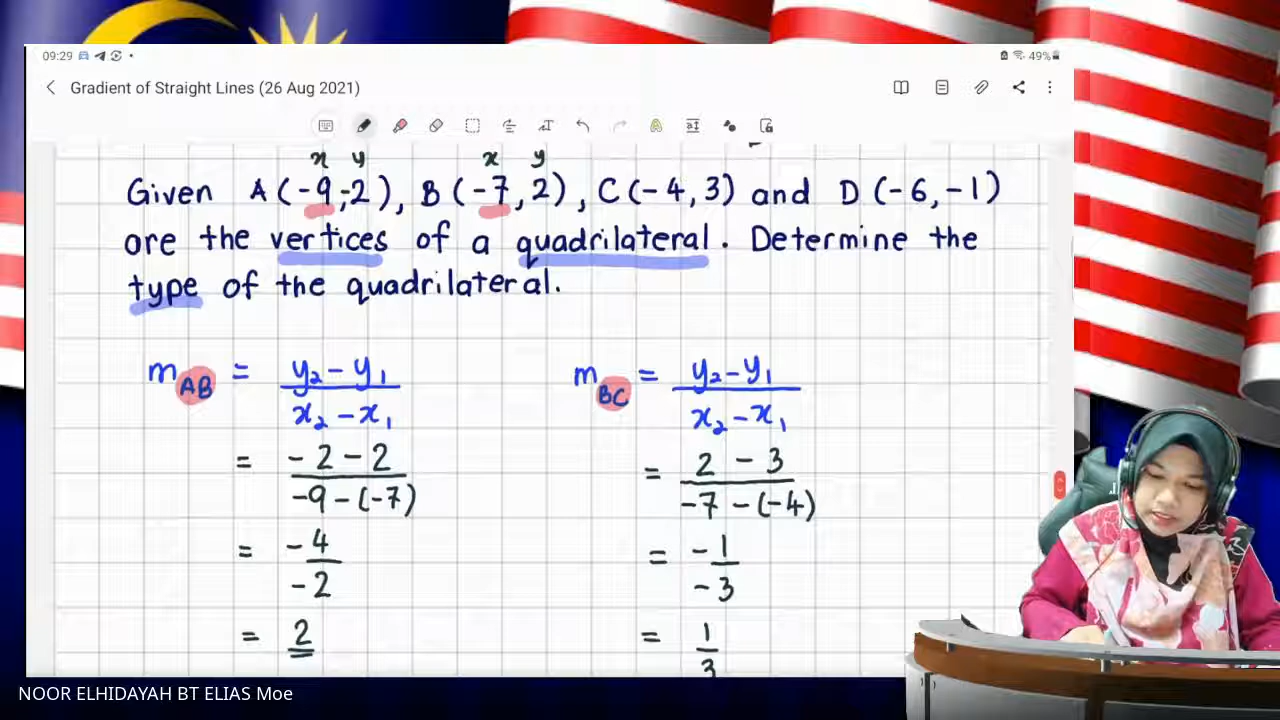 09:29
49%
Gradient of Straight Lines (26 Aug 2021)
x y x y
Given A(-9,-2), B(-7,2), C(-4,3) and D(-6,-1)
are the vertices of a quadrilateral. Determine the
type of the quadrilateral.
m AB = y₂-y₁ / x₂-x₁
= -2-2 / -9-(-7)
= -4 / -2
= 2
m BC = y₂-y₁ / x₂-x₁
= 2-3 / -7-(-4)
= -1 / -3
= 1 / 3
NOOR ELHIDAYAH BT ELIAS Moe